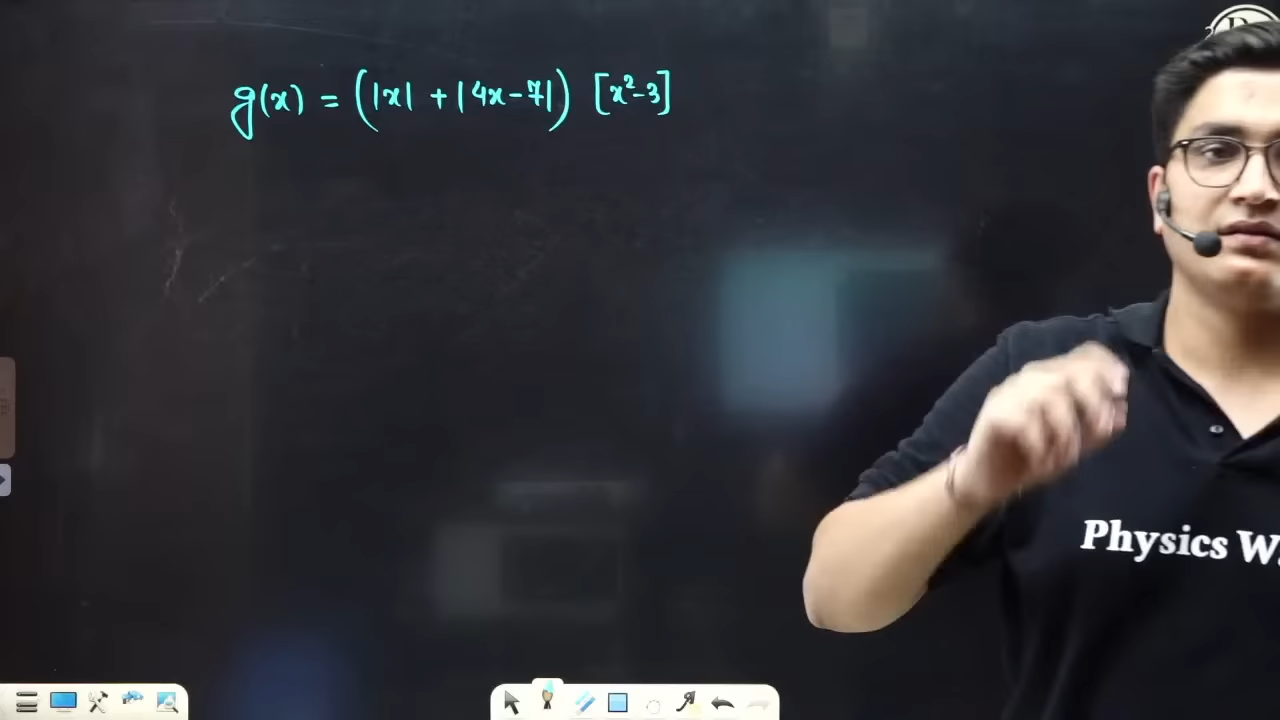 g(x) = (|x| + |4x-7|) [x²-3]
Physics W